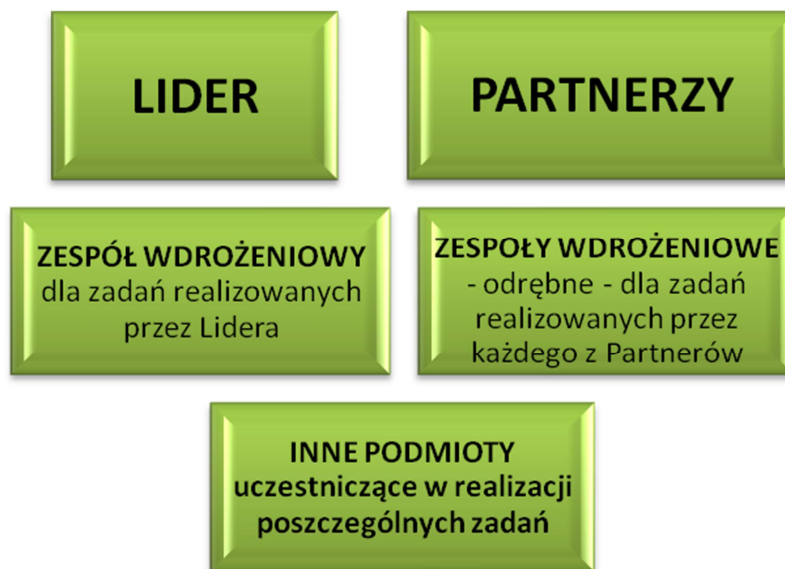 LIDER
PARTNERZY
ZESPÓŁ WDROŻENIOWY
dla zadań realizowanych
przez Lidera
ZESPOŁY WDROŻENIOWE
- odrębne - dla zadań
realizowanych przez
każdego z Partnerów
INNE PODMIOTY
uczestniczące w realizacji
poszczególnych zadań